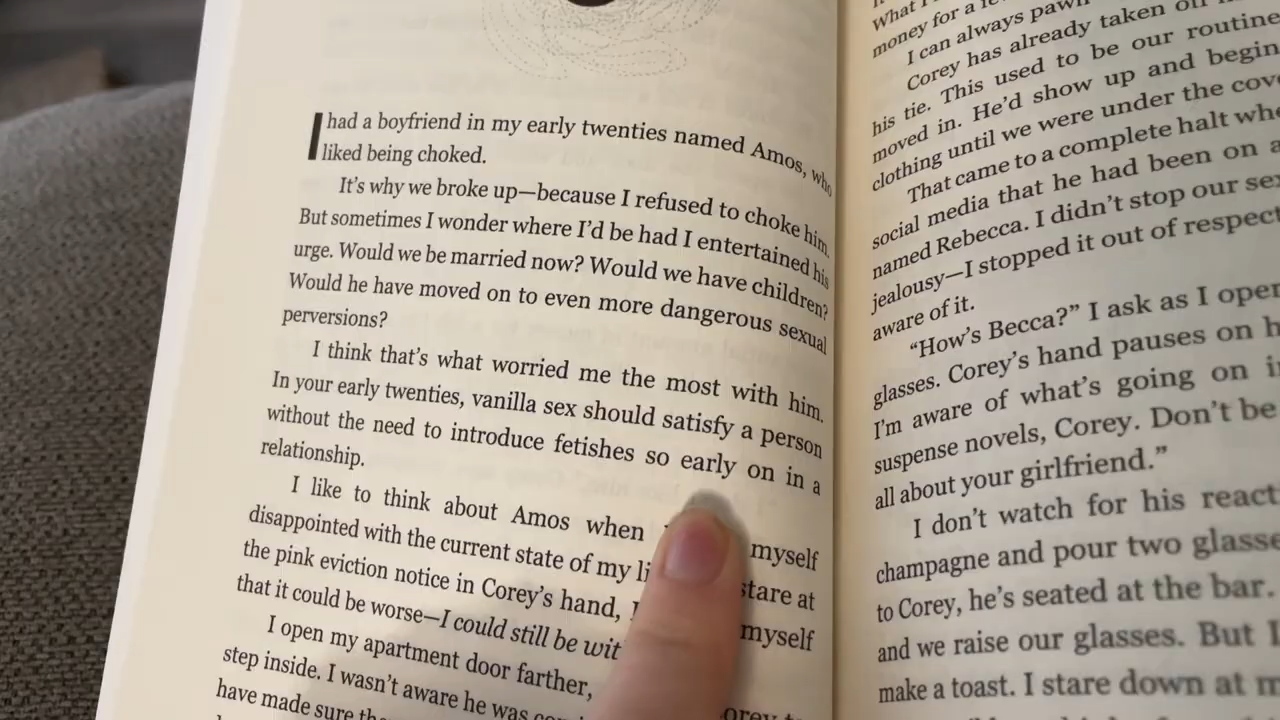 I had a boyfriend in my early twenties named Amos, who
liked being choked.
It's why we broke up—because I refused to choke him.
But sometimes I wonder where I'd be had I entertained his
urge. Would we be married now? Would we have children?
Would he have moved on to even more dangerous sexual
perversions?
I think that's what worried me the most with him.
In your early twenties, vanilla sex should satisfy a person
without the need to introduce fetishes so early on in a
relationship.
I like to think about Amos when myself
disappointed with the current state of my stare at
the pink eviction notice in Corey's hand, myself
that it could be worse—I could still be
I open my apartment door farther,
step inside. I wasn't aware he was
have made sure
What
money for a
I can always pawn
Corey has already taken off
his tie. This used to be our routine
moved in. He'd show up and begin
clothing until we were under the
That came to a complete halt
social media that he had been on a
named Rebecca. I didn't stop our
jealousy—I stopped it out of respect
aware of it.
"How's Becca?" I ask as I
glasses. Corey's hand pauses on
I'm aware of what's going on
suspense novels, Corey. Don't be
all about your girlfriend."
I don't watch for his
champagne and pour two
to Corey, he's seated at the bar.
and we raise our glasses. But I
make a toast. I stare down at